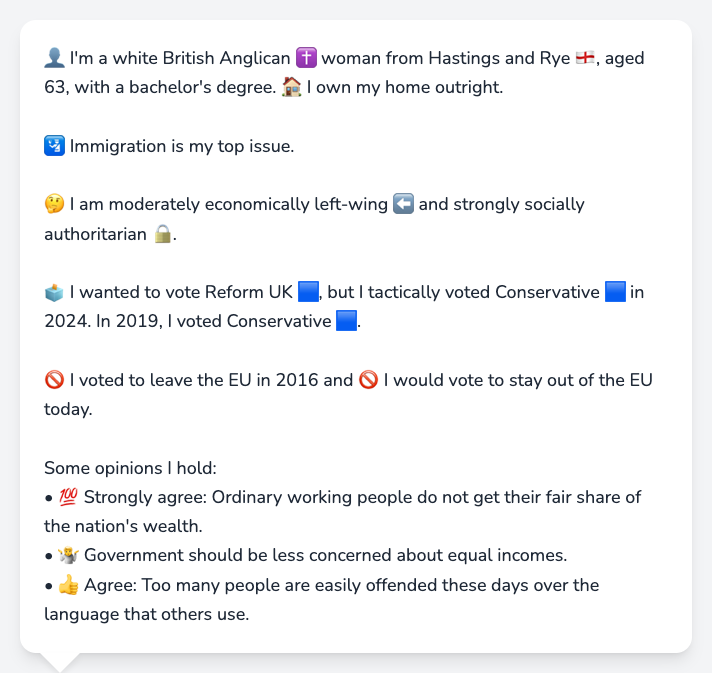 👤 I'm a white British Anglican ✝️ woman from Hastings and Rye 🏴󠁧󠁢󠁥󠁮󠁧󠁿, aged
63, with a bachelor's degree. 🏠 I own my home outright.
🛂 Immigration is my top issue.
🤔 I am moderately economically left-wing ⬅️ and strongly socially
authoritarian 🔒.
🗳️ I wanted to vote Reform UK 🟦, but I tactically voted Conservative 🟦 in
2024. In 2019, I voted Conservative 🟦.
🚫 I voted to leave the EU in 2016 and 🚫 I would vote to stay out of the EU
today.
Some opinions I hold:
• 💯 Strongly agree: Ordinary working people do not get their fair share of
the nation's wealth.
• 🤷 Government should be less concerned about equal incomes.
• 👍 Agree: Too many people are easily offended these days over the
language that others use.